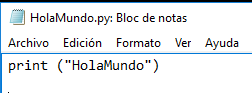 HolaMundo.py: Bloc de notas
Archivo Edición Formato Ver Ayuda
print ("HolaMundo")